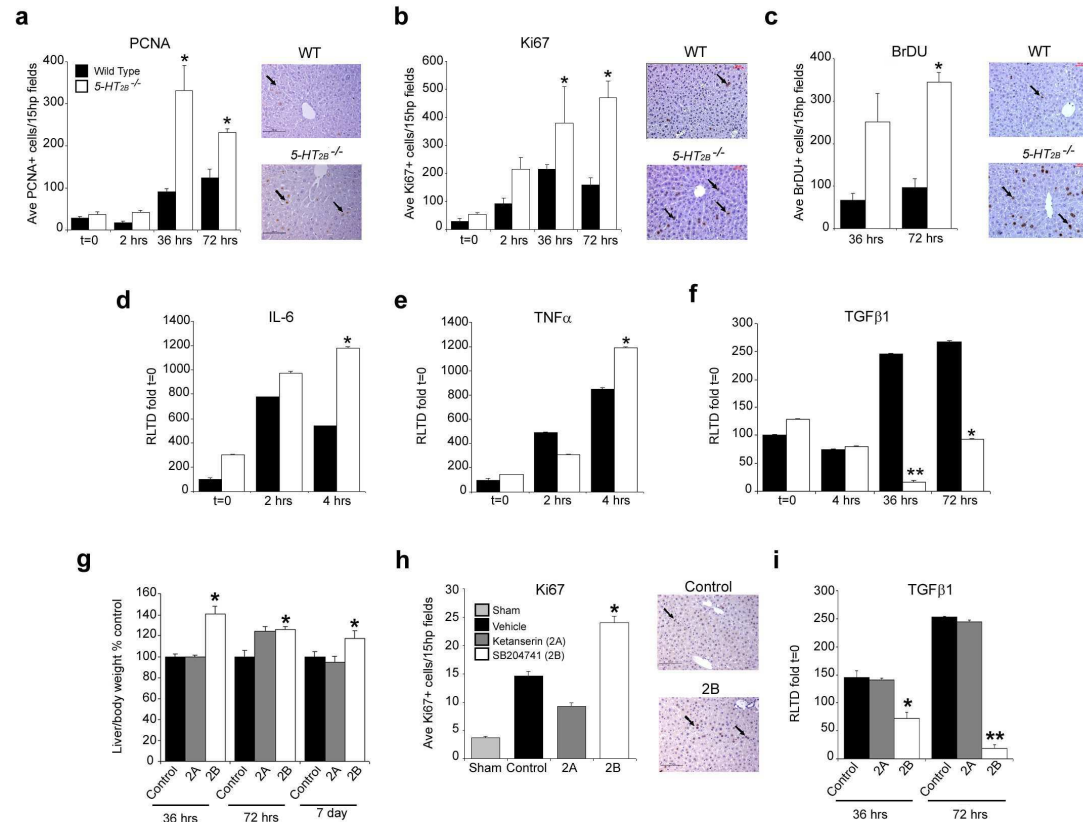 a
PCNA
Ave PCNA+ cells/15hp fields
400
300
200
100
0
Wild Type
5-HT2B-/-
*
*
t=0 2 hrs 36 hrs 72 hrs
WT
5-HT2B-/-
b
Ki67
Ave Ki67+ cells/15hp fields
600
500
400
300
200
100
0
*
*
t=0 2 hrs 36 hrs 72 hrs
WT
5-HT2B-/-
c
BrDU
Ave BrDU+ cells/15hp fields
400
300
200
100
0
*
36 hrs 72 hrs
WT
5-HT2B-/-
d
IL-6
RLTD fold t=0
1400
1200
1000
800
600
400
200
0
*
t=0 2 hrs 4 hrs
e
TNFα
RLTD fold t=0
1400
1200
1000
800
600
400
200
0
*
t=0 2 hrs 4 hrs
f
TGFβ1
RLTD fold t=0
300
250
200
150
100
50
0
**
*
t=0 4 hrs 36 hrs 72 hrs
g
Liver/body weight % control
160
140
120
100
80
60
40
20
0
*
*
*
Control 2A 2B Control 2A 2B Control 2A 2B
36 hrs 72 hrs 7 day
h
Ki67
Ave Ki67+ cells/15hp fields
30
25
20
15
10
5
0
Sham
Vehicle
Ketanserin (2A)
SB204741 (2B)
*
Sham Control 2A 2B
Control
2B
i
TGFβ1
RLTD fold t=0
300
250
200
150
100
50
0
*
**
Control 2A 2B Control 2A 2B
36 hrs 72 hrs